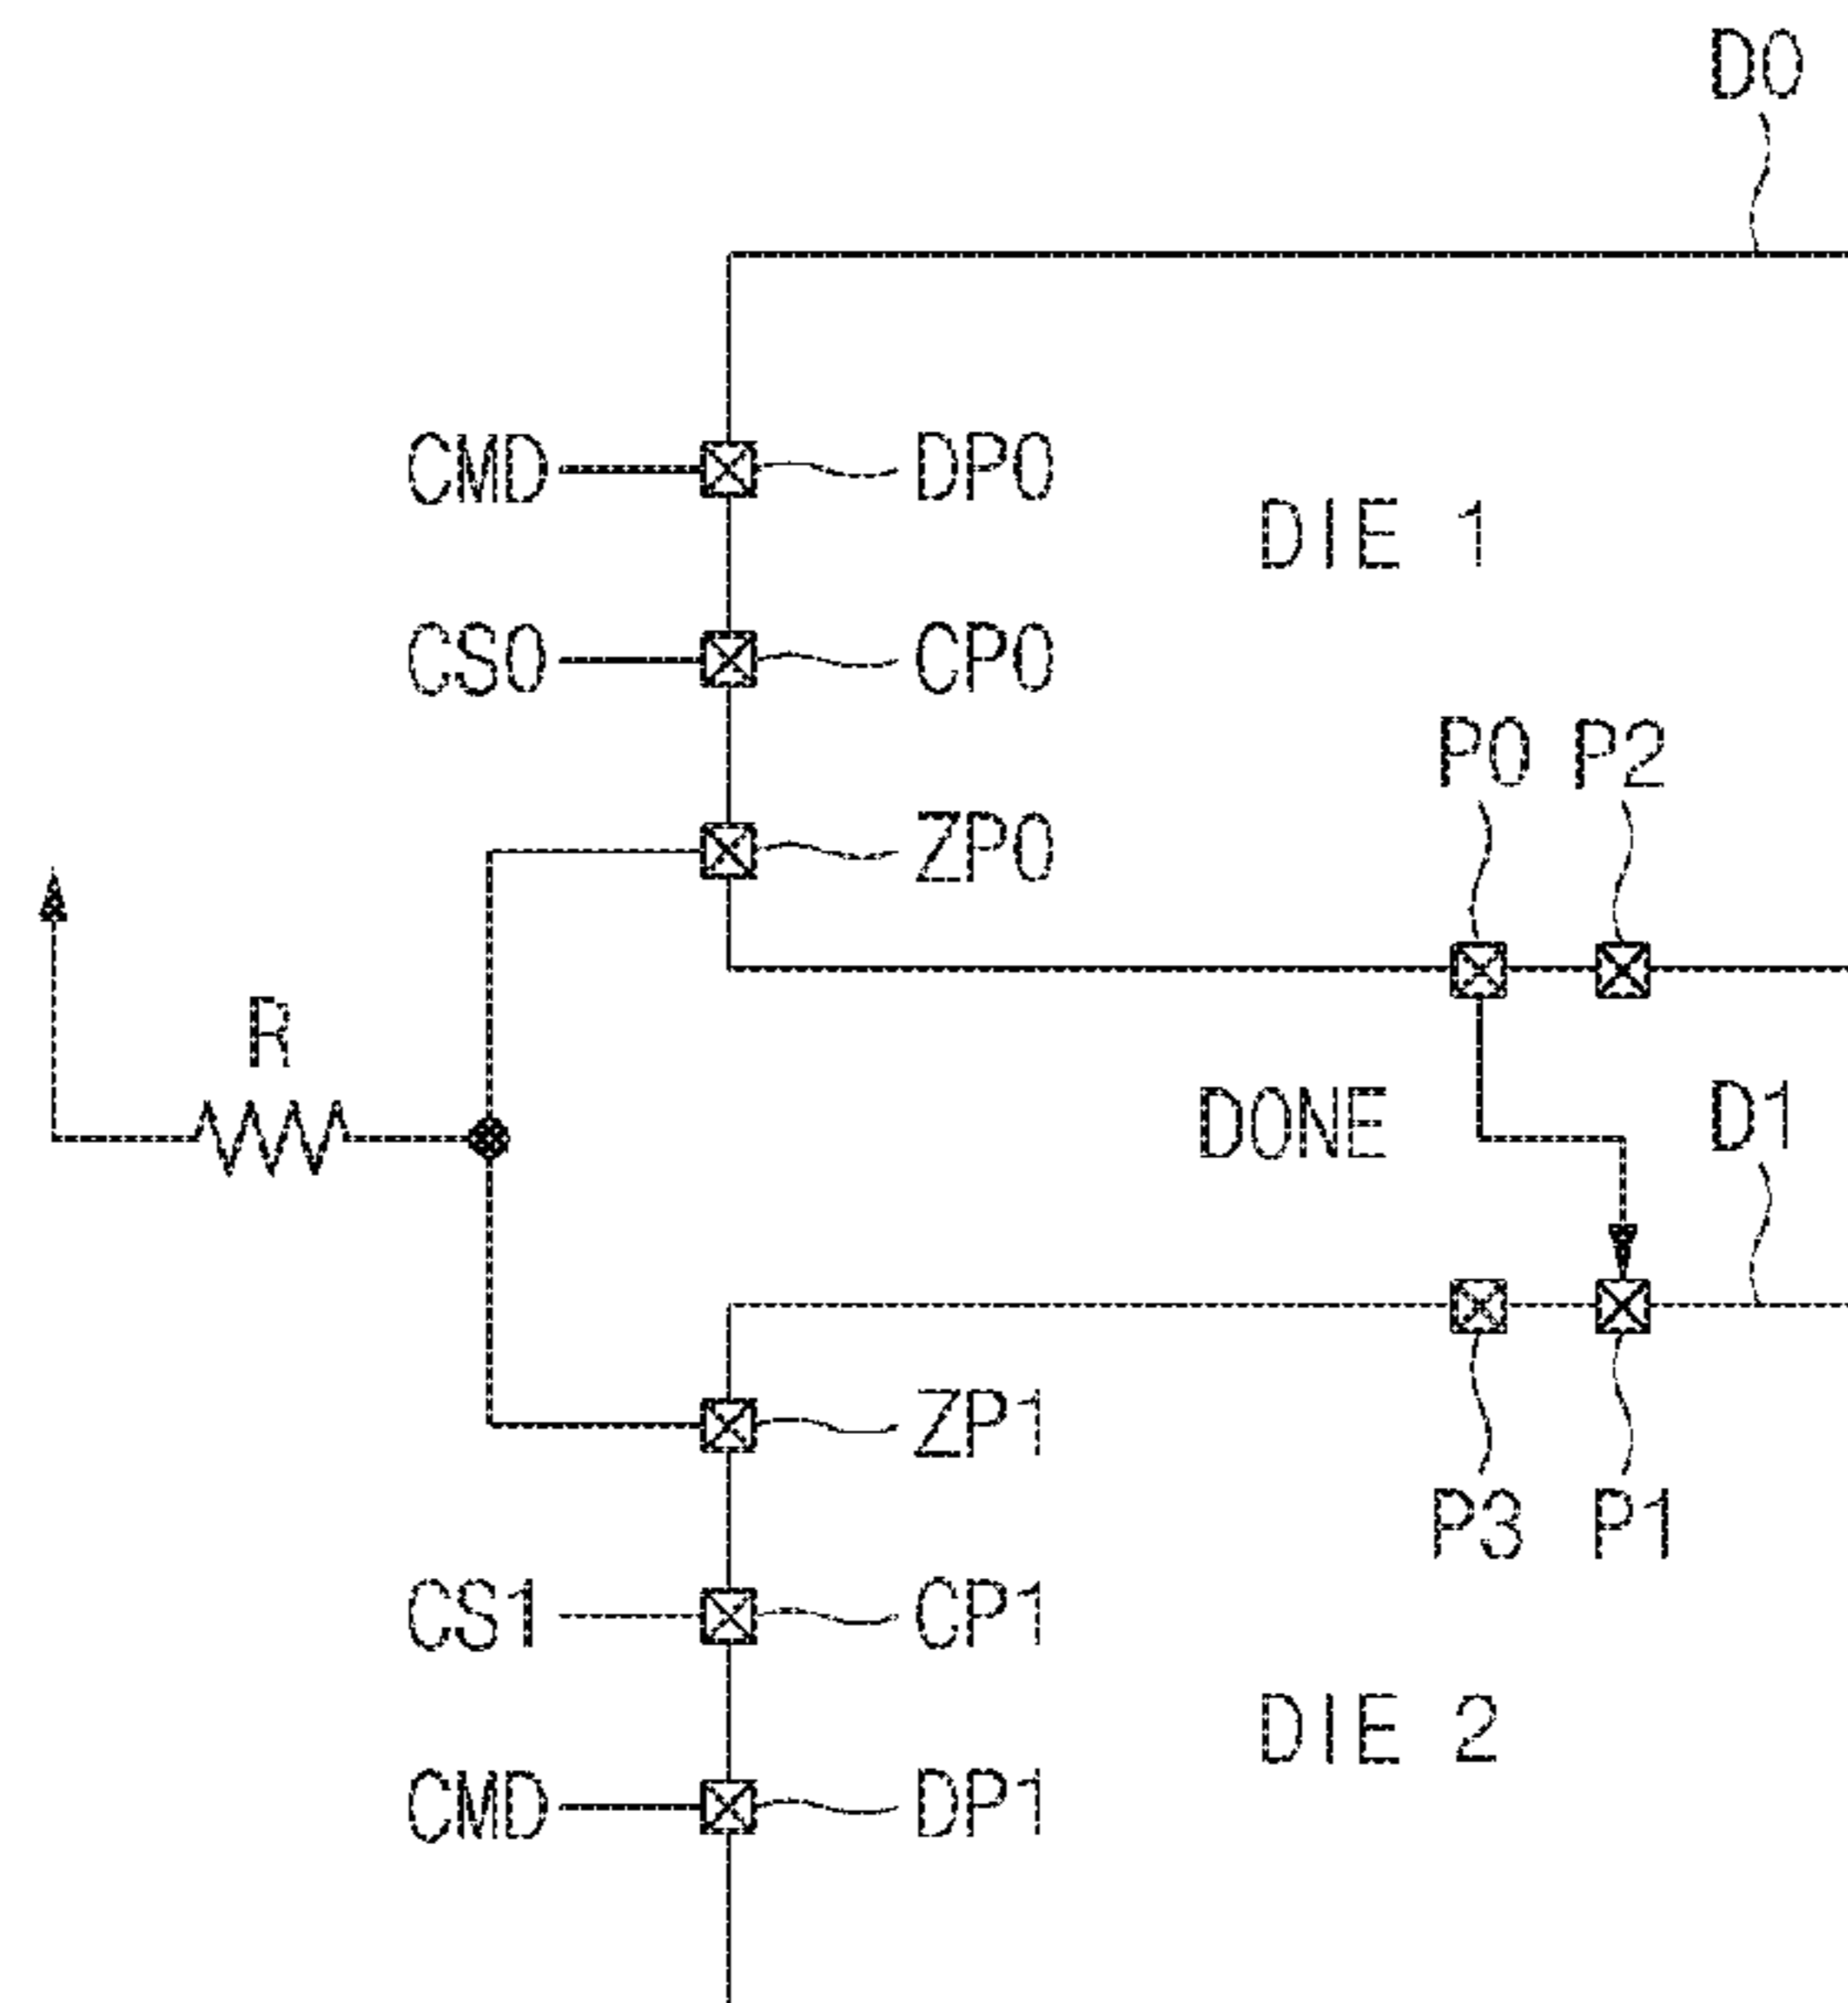 D0
CMD DP0
DIE 1
CS0 CP0
P0 P2
ZP0
R
DONE D1
ZP1
P3 P1
CS1 CP1
DIE 2
CMD DP1